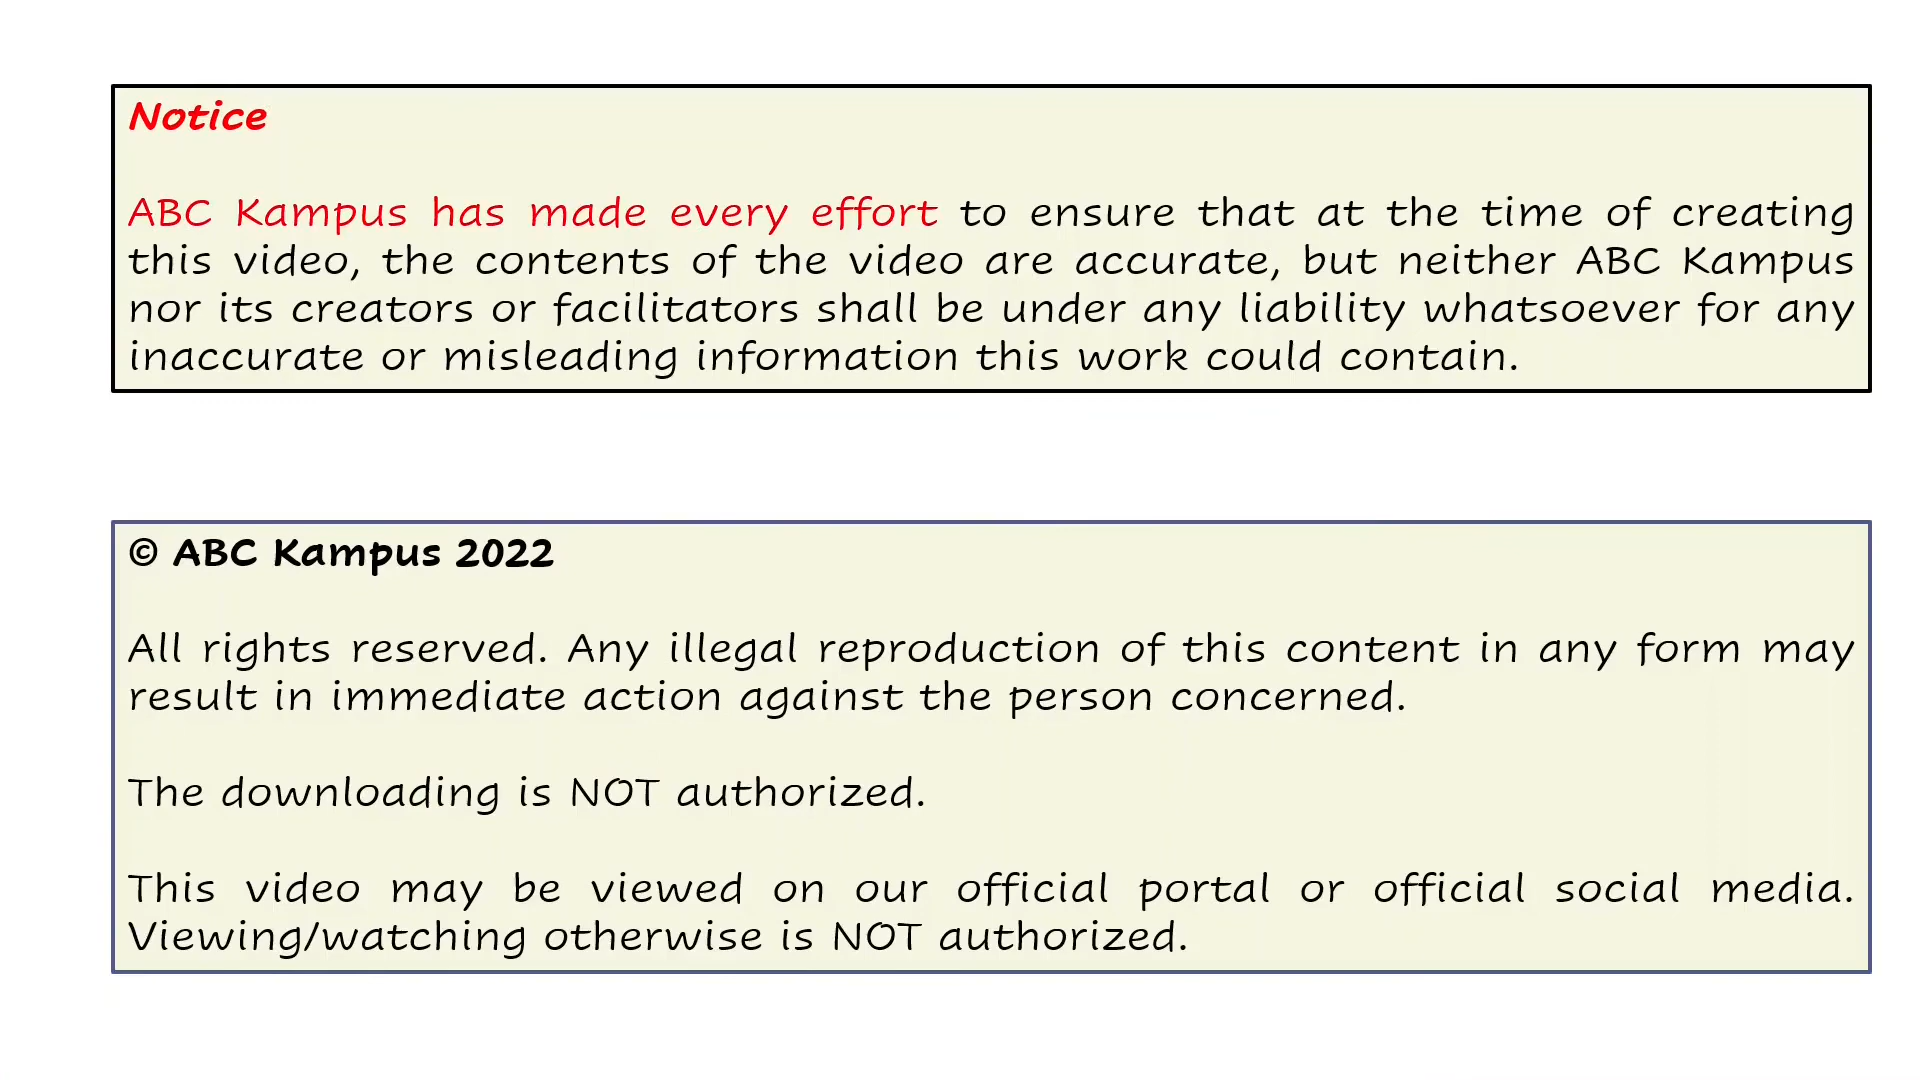 Notice
ABC Kampus has made every effort to ensure that at the time of creating
this video, the contents of the video are accurate, but neither ABC Kampus
nor its creators or facilitators shall be under any liability whatsoever for any
inaccurate or misleading information this work could contain.
© ABC Kampus 2022
All rights reserved. Any illegal reproduction of this content in any form may
result in immediate action against the person concerned.
The downloading is NOT authorized.
This video may be viewed on our official portal or official social media.
Viewing/watching otherwise is NOT authorized.